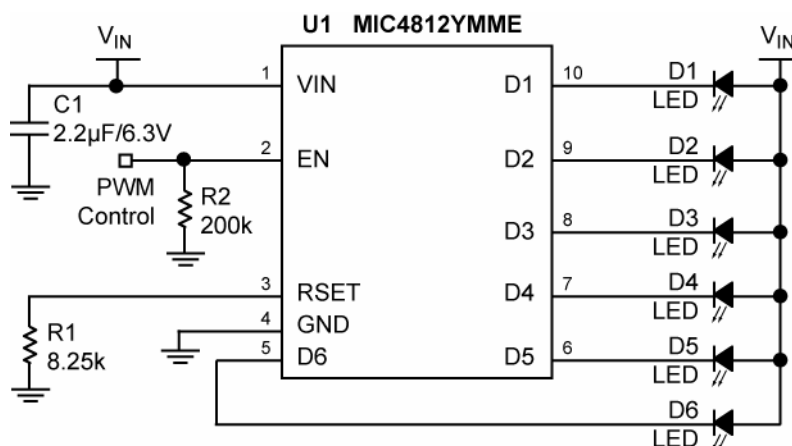 U1 MIC4812YMME
VIN
VIN
C1
2.2µF/6.3V
1
VIN
D1
10
D1
LED
PWM
Control
R2
200k
2
EN
D2
9
D2
LED
D3
8
D3
LED
R1
8.25k
3
RSET
D4
7
D4
LED
4
GND
5
D6
D5
6
D5
LED
D6
LED